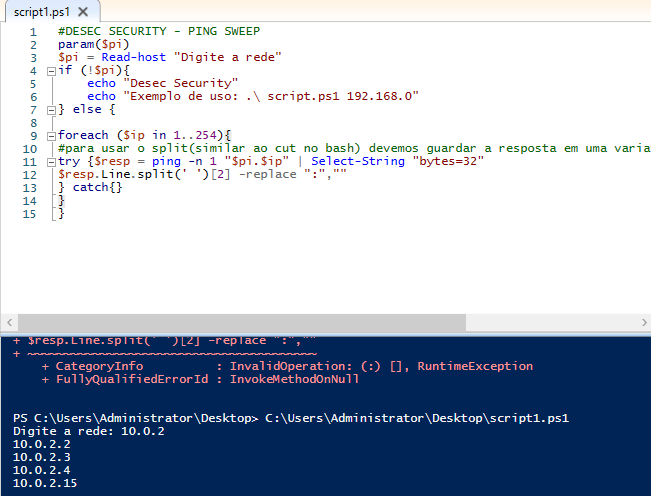 script1.ps1
1 #DESEC SECURITY - PING SWEEP
2 param($pi)
3 $pi = Read-host "Digite a rede"
4 if (!$pi){
5 echo "Desec Security"
6 echo "Exemplo de uso: .\ script.ps1 192.168.0"
7 } else {
8
9 foreach ($ip in 1..254){
10 #para usar o split(similar ao cut no bash) devemos guardar a resposta em uma varia
11 try {$resp = ping -n 1 "$pi.$ip" | Select-String "bytes=32"
12 $resp.Line.split(' ')[2] -replace ":",""
13 } catch{}
14 }
15 }
+ $resp.Line.split(' ')[2] -replace ":",""
+ ~~~~~~~~~~~~~~~~~~~~~~~~~~~~~~~~~~~~~~~~
+ CategoryInfo : InvalidOperation: (:) [], RuntimeException
+ FullyQualifiedErrorId : InvokeMethodOnNull
PS C:\Users\Administrator\Desktop> C:\Users\Administrator\Desktop\script1.ps1
Digite a rede: 10.0.2
10.0.2.2
10.0.2.3
10.0.2.4
10.0.2.15